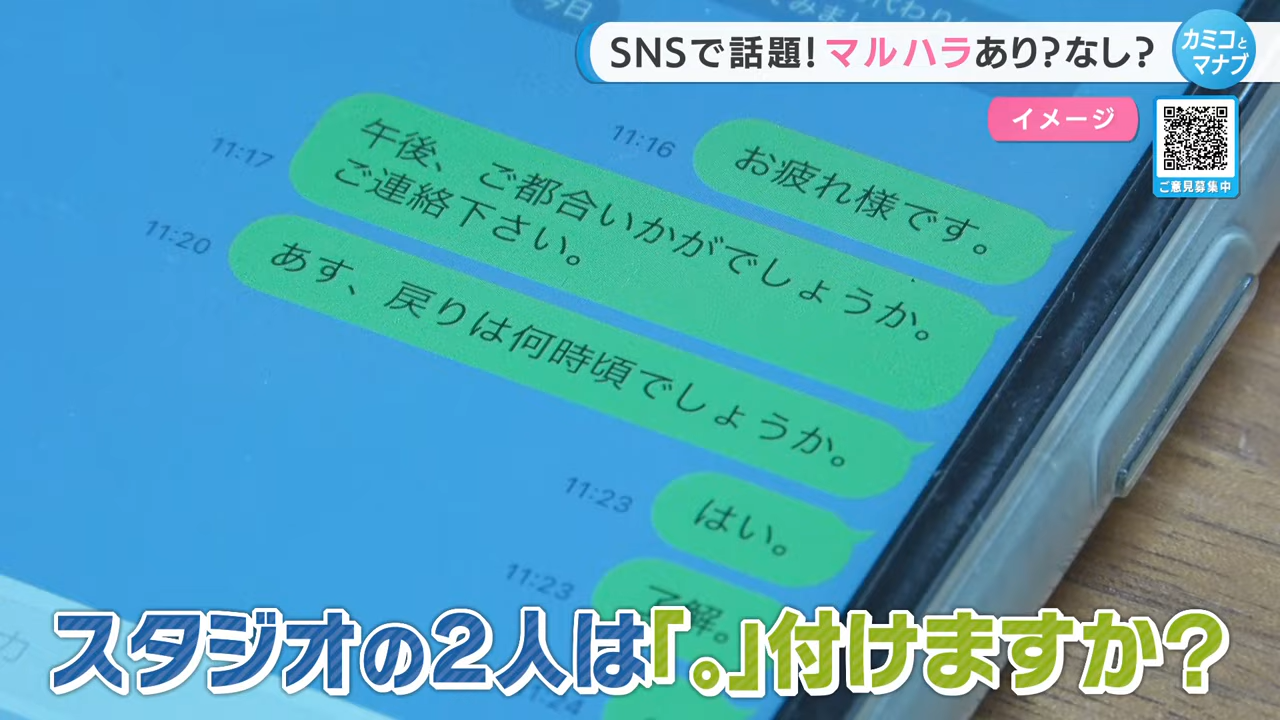 今日
SNSで話題!マルハラあり?なし?
カミコと
マナブ
イメージ
ご意見募集中
11:16
お疲れ様です。
11:17
午後、ご都合いかがでしょうか。
ご連絡下さい。
11:20
あす、戻りは何時頃でしょうか。
11:23
はい。
11:23
了解。
スタジオの2人は「。」付けますか?
11:24